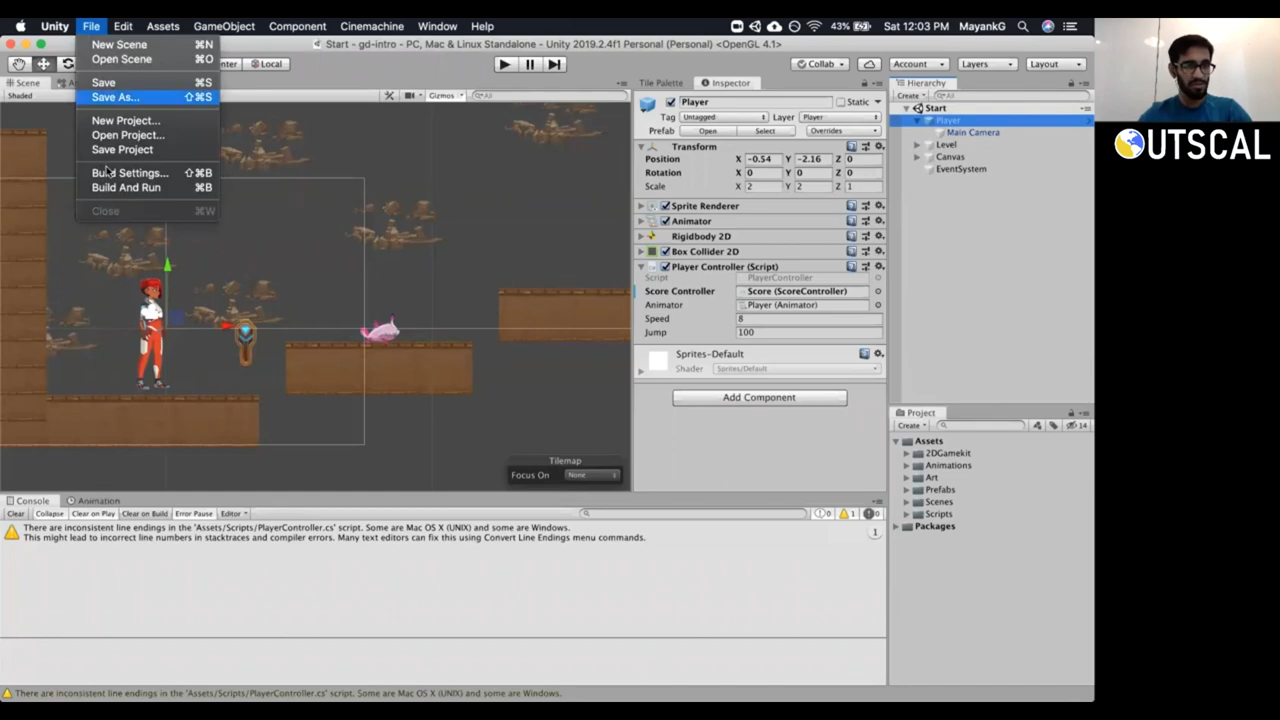 Unity File Edit Assets GameObject Component Cinemachine Window Help 43% Sat 12:03 PM MayankG
Start - gd-intro - PC, Mac & Linux Standalone - Unity 2019.2.4f1 Personal (Personal) <OpenGL 4.1>
New Scene ⌘N
Open Scene ⌘O
Save ⌘S
Save As... ⇧⌘S
New Project...
Open Project...
Save Project
Build Settings... ⇧⌘B
Build And Run ⌘B
Close ⌘W
Local
Collab
Account
Layers
Layout
Scene
Shaded
Gizmos
All
Tile Palette
Inspector
Player
Static
Tag Untagged Layer Player
Prefab Open Select Overrides
Transform
Position X -0.54 Y -2.16 Z 0
Rotation X 0 Y 0 Z 0
Scale X 2 Y 2 Z 1
Sprite Renderer
Animator
Rigidbody 2D
Box Collider 2D
Player Controller (Script)
Script PlayerController
Score Controller Score (ScoreController)
Animator Player (Animator)
Speed 8
Jump 100
Sprites-Default
Shader Sprites/Default
Add Component
Hierarchy
Create All
Start
Player
Main Camera
Level
Canvas
EventSystem
Project
Create 14
Assets
2DGamekit
Animations
Art
Prefabs
Scenes
Scripts
Packages
Tilemap
Focus On None
Console Animation
Clear Collapse Clear on Play Clear on Build Error Pause Editor 0 1 0
There are inconsistent line endings in the 'Assets/Scripts/PlayerController.cs' script. Some are Mac OS X (UNIX) and some are Windows.
This might lead to incorrect line numbers in stacktraces and compiler errors. Many text editors can fix this using Convert Line Endings menu commands. 1
There are inconsistent line endings in the 'Assets/Scripts/PlayerController.cs' script. Some are Mac OS X (UNIX) and some are Windows.
OUTSCAL